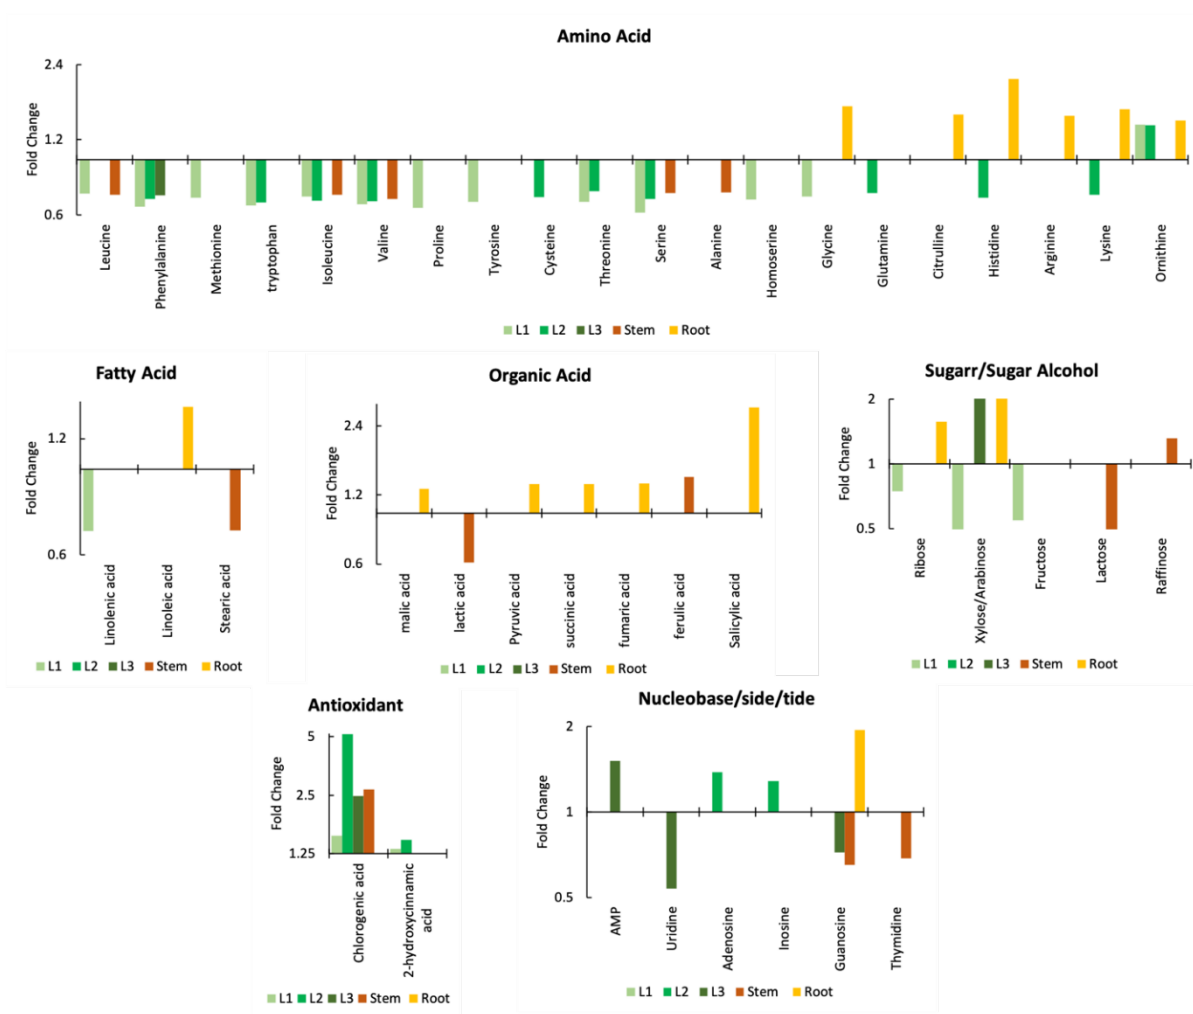 Amino Acid
Fold Change
2.4
1.2
0.6
Leucine
Phenylalanine
Methionine
tryptophan
Isoleucine
Valine
Proline
Tyrosine
Cysteine
Threonine
Serine
Alanine
Homoserine
Glycine
Glutamine
Citrulline
Histidine
Arginine
Lysine
Ornithine
L1 L2 L3 Stem Root
Fatty Acid
Fold Change
1.2
0.6
Linolenic acid
Linoleic acid
Stearic acid
L1 L2 L3 Stem Root
Organic Acid
Fold Change
2.4
1.2
0.6
malic acid
lactic acid
Pyruvic acid
succinic acid
fumaric acid
ferulic acid
Salicylic acid
L1 L2 L3 Stem Root
Sugarr/Sugar Alcohol
Fold Change
2
1
0.5
Ribose
Xylose/Arabinose
Fructose
Lactose
Raffinose
L1 L2 L3 Stem Root
Antioxidant
Fold Change
5
2.5
1.25
Chlorogenic acid
2-hydroxycinnamic
acid
L1 L2 L3 Stem Root
Nucleobase/side/tide
Fold Change
2
1
0.5
AMP
Uridine
Adenosine
Inosine
Guanosine
Thymidine
L1 L2 L3 Stem Root